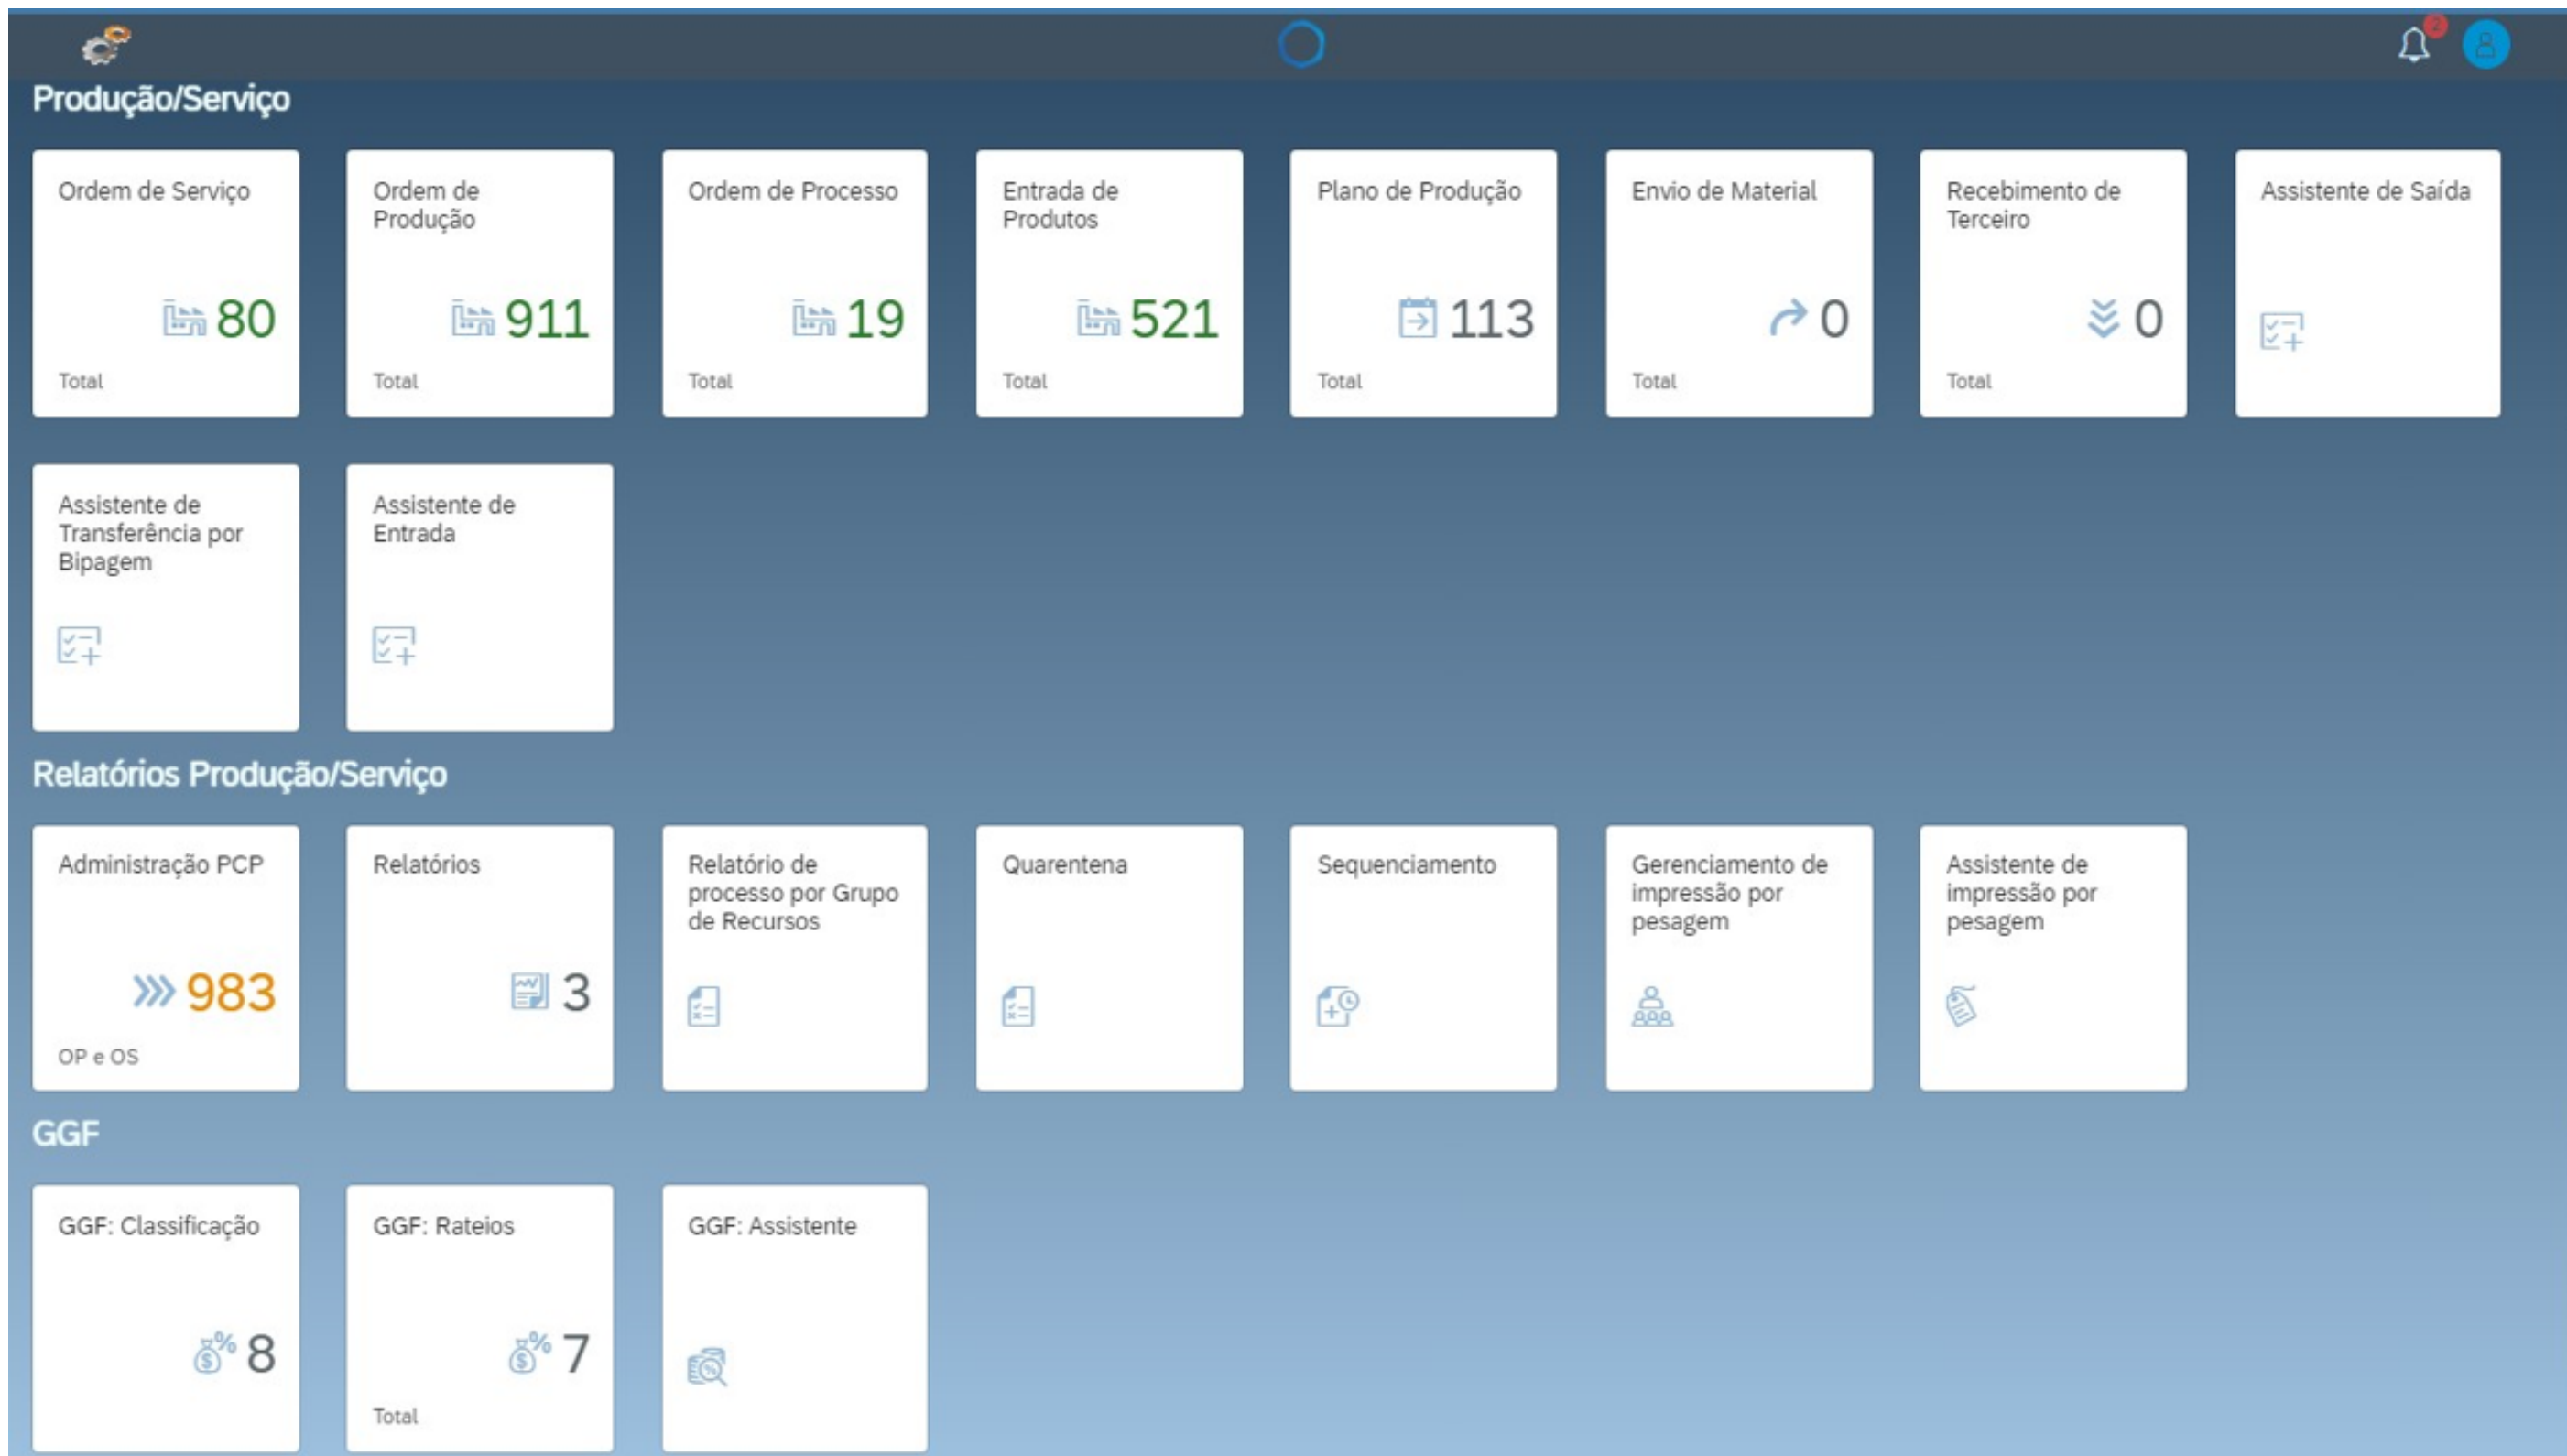 2
Produção/Serviço
Ordem de Serviço
80
Total
Ordem de
Produção
911
Total
Ordem de Processo
19
Total
Entrada de
Produtos
521
Total
Plano de Produção
113
Total
Envio de Material
0
Total
Recebimento de
Terceiro
0
Total
Assistente de Saída
Assistente de
Transferência por
Bipagem
Assistente de
Entrada
Relatórios Produção/Serviço
Administração PCP
983
OP e OS
Relatórios
3
Relatório de
processo por Grupo
de Recursos
Quarentena
Sequenciamento
Gerenciamento de
impressão por
pesagem
Assistente de
impressão por
pesagem
GGF
GGF: Classificação
8
GGF: Rateios
7
Total
GGF: Assistente